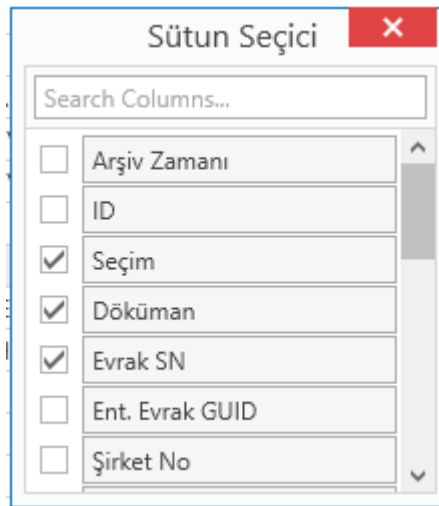 Sütun Seçici
Search Columns...
Arşiv Zamanı
ID
Seçim
Döküman
Evrak SN
Ent. Evrak GUID
Şirket No